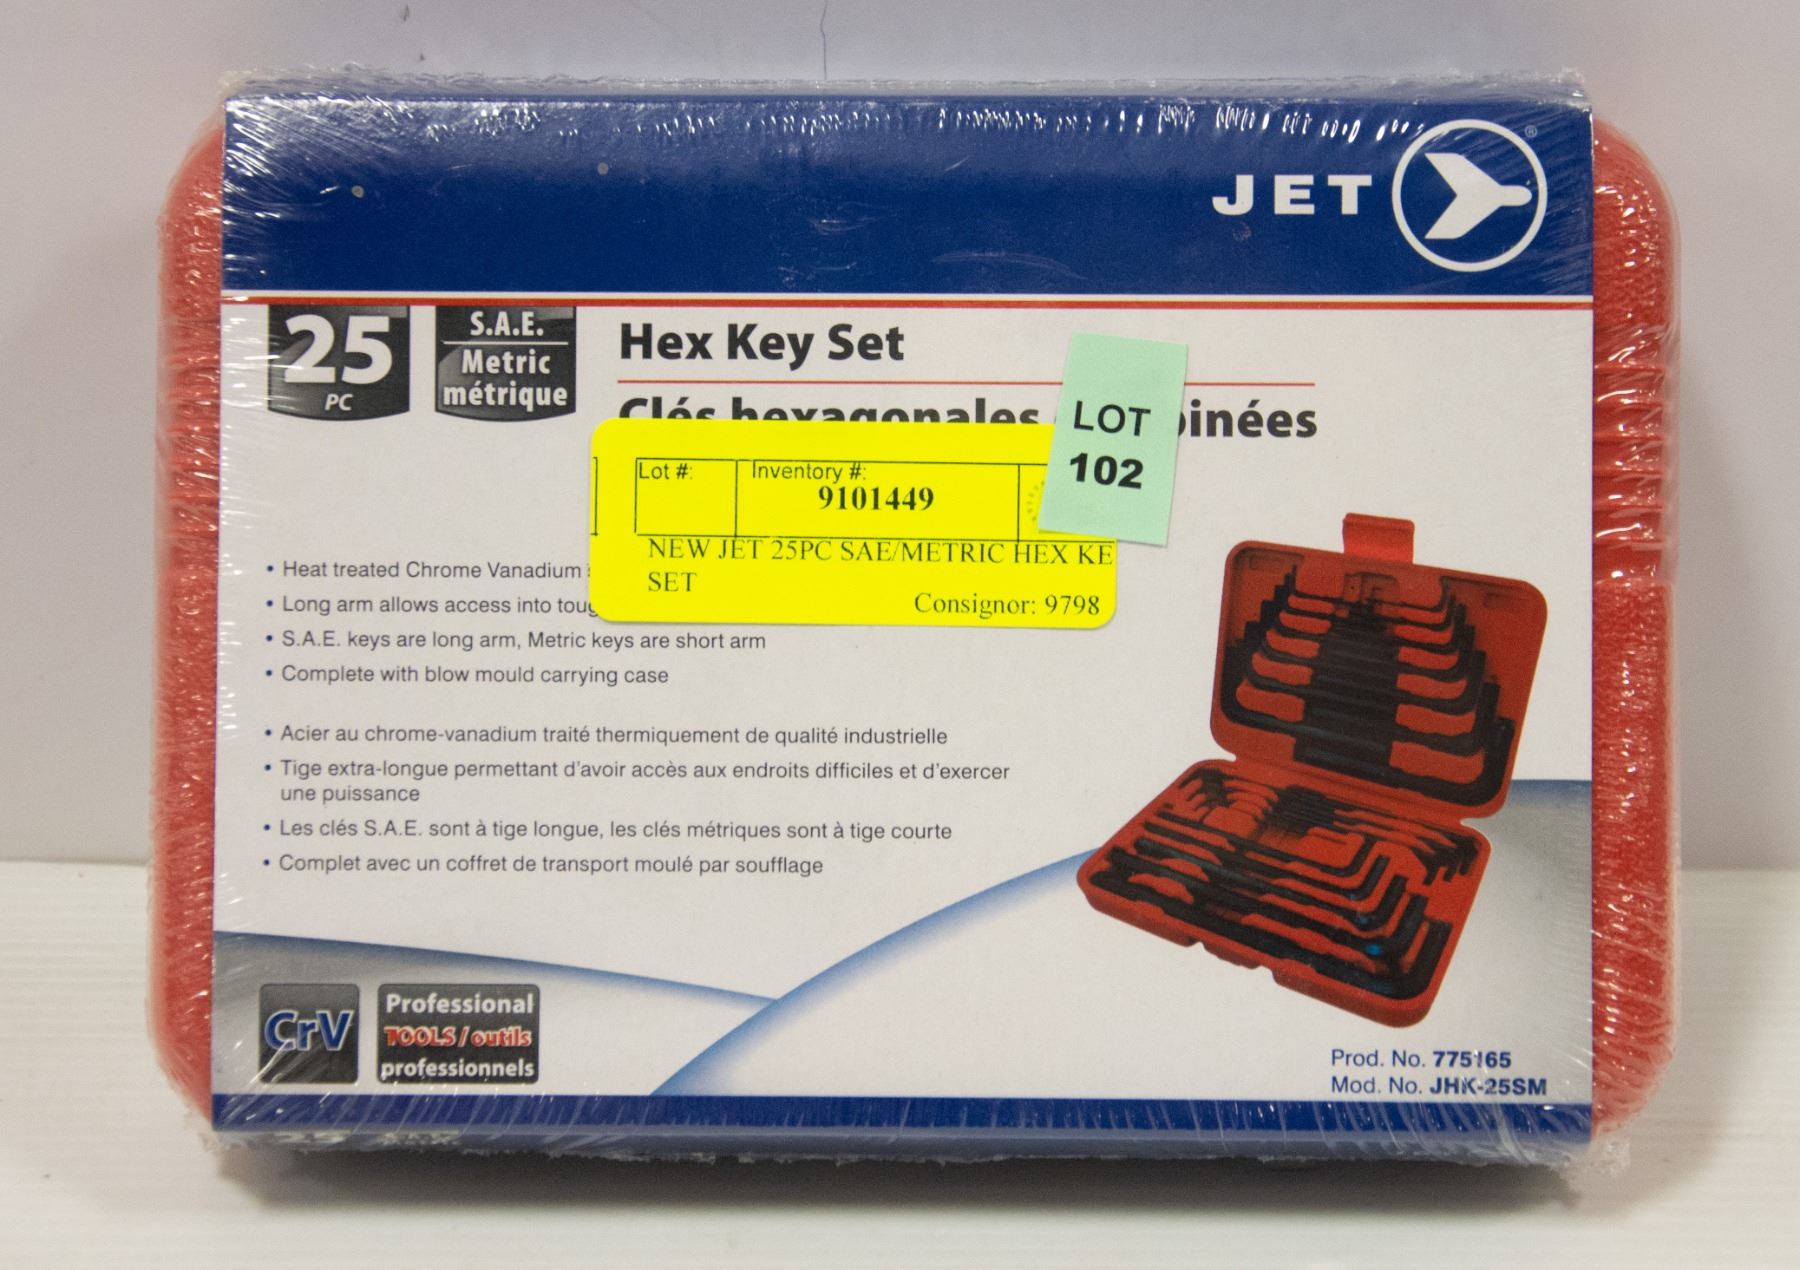 JET
25
PC
S.A.E.
Metric
métrique
Hex Key Set
Clés hexagonales
LOT
102
Lot #:
Inventory #:
9101449
NEW JET 25PC SAE/METRIC HEX KE
SET
Consignor: 9798
• Heat treated Chrome Vanadium
• Long arm allows access into
• S.A.E. keys are long arm, Metric keys are short arm
• Complete with blow mould carrying case
• Acier au chrome-vanadium traité thermiquement de qualité industrielle
• Tige extra-longue permettant d'avoir accès aux endroits difficiles et d'exercer
une puissance
• Les clés S.A.E. sont à tige longue, les clés métriques sont à tige courte
• Complet avec un coffret de transport moulé par soufflage
CrV
Professional
TOOLS / outils
professionnels
Prod. No. 775165
Mod. No. JHK-25SM